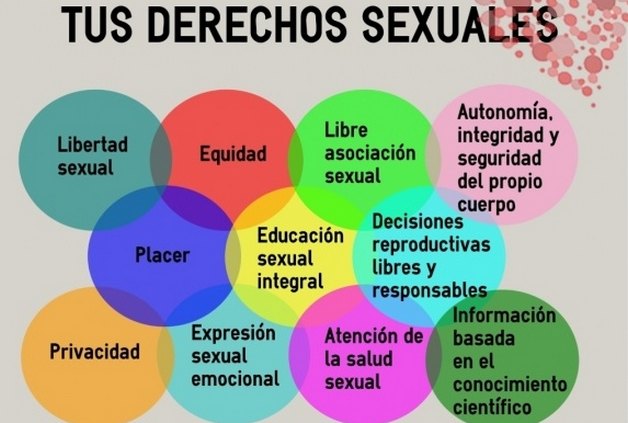 TUS DERECHOS SEXUALES
Libertad
sexual
Equidad
Libre
asociación
sexual
Autonomía,
integridad y
seguridad
del propio
cuerpo
Placer
Educación
sexual
integral
Decisiones
reproductivas
libres y
responsables
Privacidad
Expresión
sexual
emocional
Atención de
la salud
sexual
Información
basada
en el
conocimiento
científico